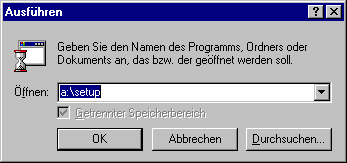 Ausführen
Geben Sie den Namen des Programms, Ordners oder
Dokuments an, das bzw. der geöffnet werden soll.
Öffnen: a:\setup
Getrennter Speicherbereich
OK Abbrechen Durchsuchen...